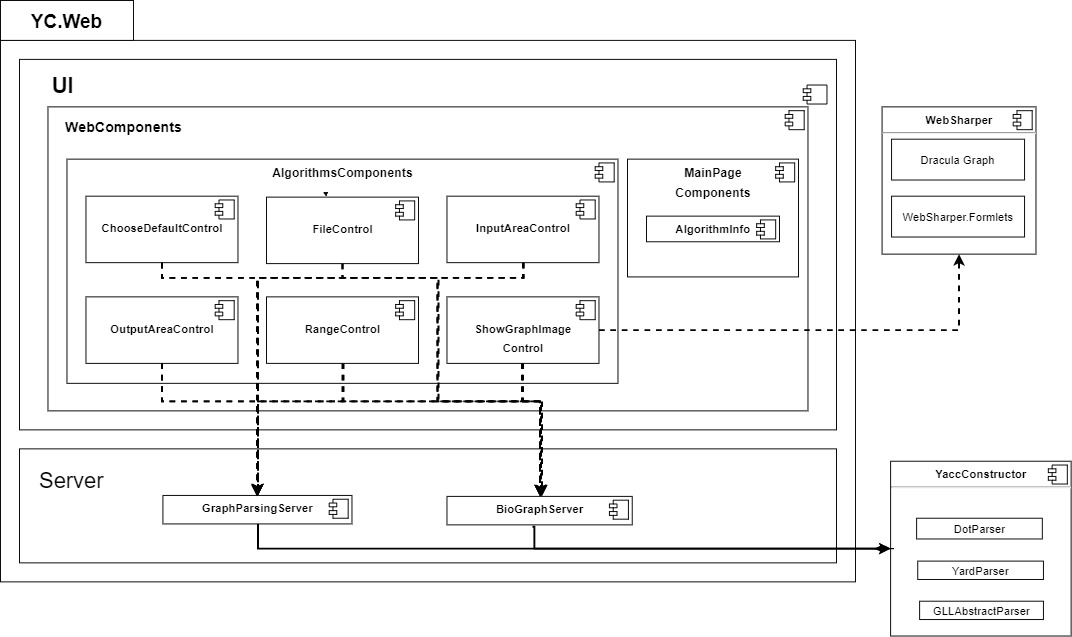 YC.Web
UI
WebComponents
AlgorithmsComponents
ChooseDefaultControl
FileControl
InputAreaControl
OutputAreaControl
RangeControl
ShowGraphImage
Control
MainPage
Components
AlgorithmInfo
WebSharper
Dracula Graph
WebSharper.Formlets
Server
GraphParsingServer
BioGraphServer
YaccConstructor
DotParser
YardParser
GLLAbstractParser